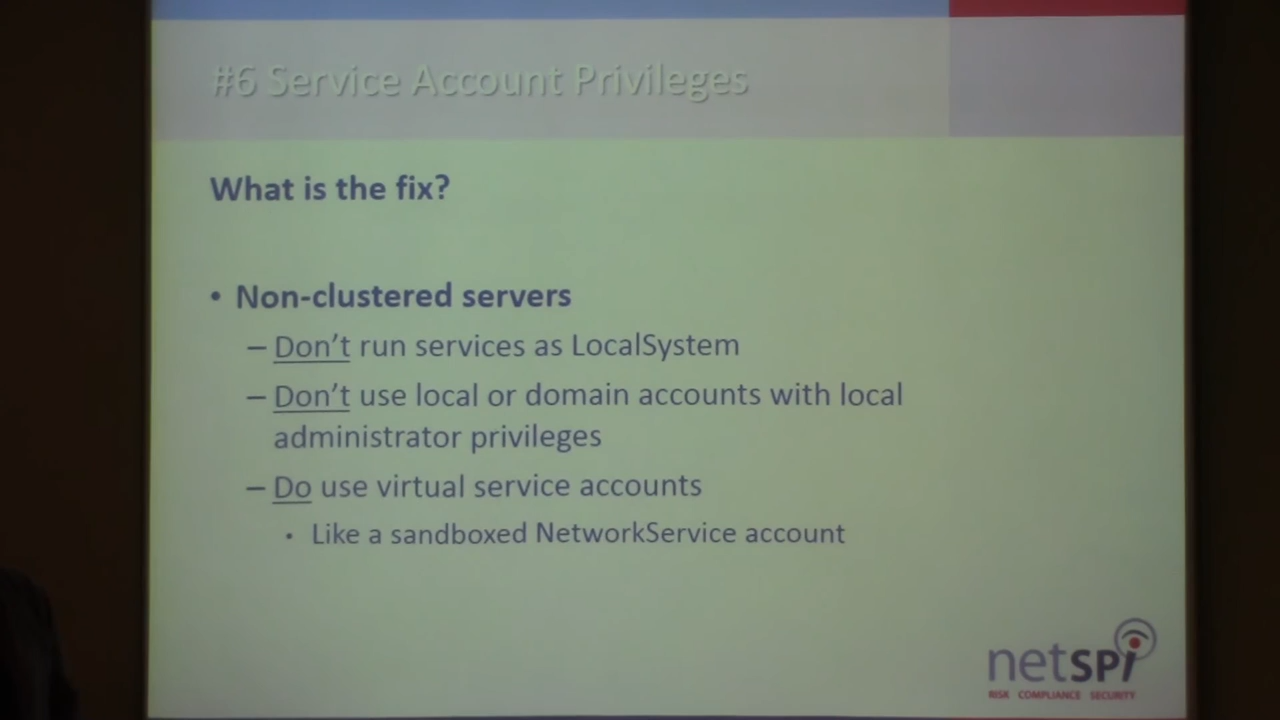 #6 Service Account Privileges
What is the fix?
• Non-clustered servers
– Don't run services as LocalSystem
– Don't use local or domain accounts with local
administrator privileges
– Do use virtual service accounts
• Like a sandboxed NetworkService account
netspi
RISK COMPLIANCE SECURITY